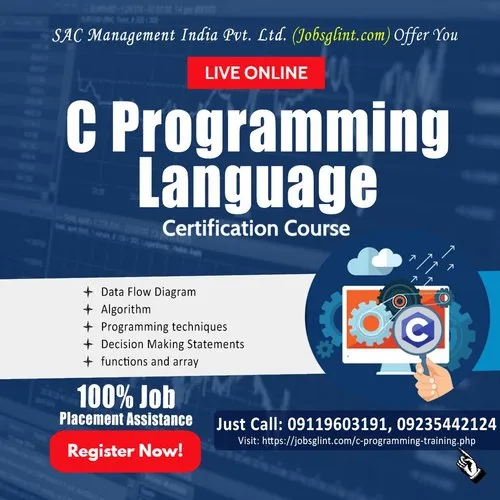 SAC Management India Pvt. Ltd. (Jobsglint.com) Offer You
LIVE ONLINE
C Programming
Language
Certification Course
Data Flow Diagram
Algorithm
Programming techniques
Decision Making Statements
functions and array
C
100% Job
Placement Assistance
Register Now!
Just Call: 09119603191, 09235442124
Visit: https://jobsglint.com/c-programming-training.php